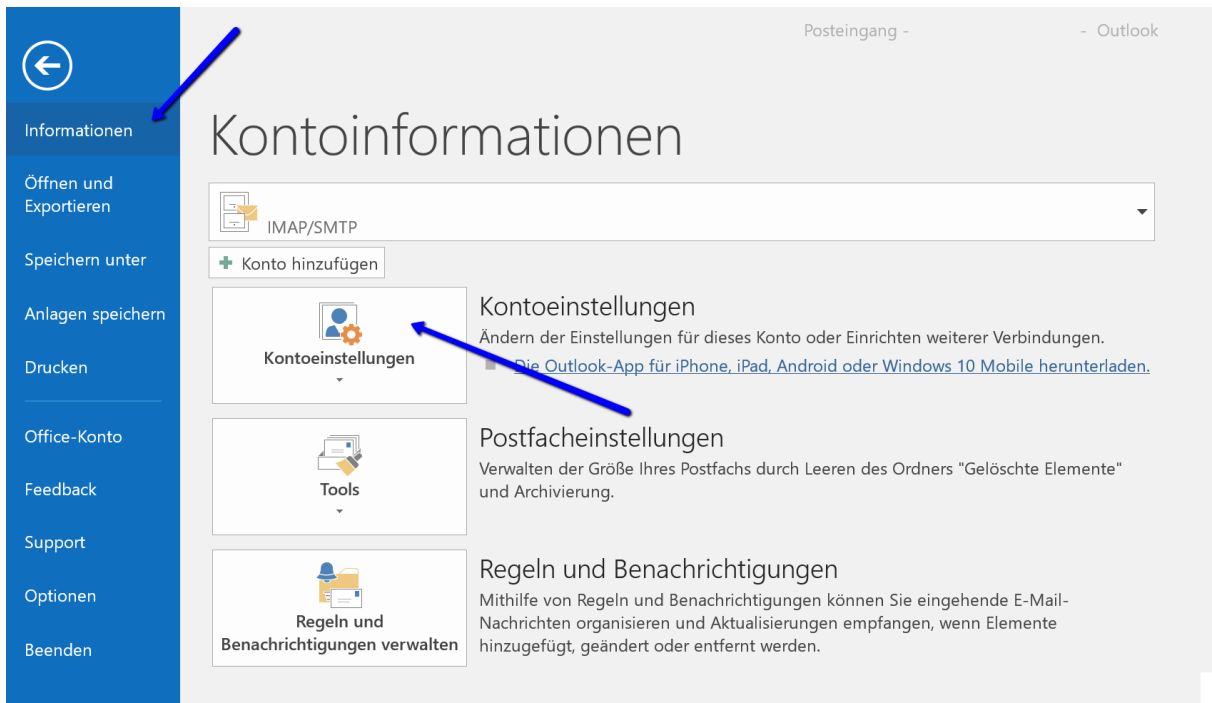 Posteingang - - Outlook
Informationen
Öffnen und
Exportieren
Speichern unter
Anlagen speichern
Drucken
Office-Konto
Feedback
Support
Optionen
Beenden
Kontoinformationen
IMAP/SMTP
Konto hinzufügen
Kontoeinstellungen
Kontoeinstellungen
Ändern der Einstellungen für dieses Konto oder Einrichten weiterer Verbindungen.
Die Outlook-App für iPhone, iPad, Android oder Windows 10 Mobile herunterladen.
Tools
Postfacheinstellungen
Verwalten der Größe Ihres Postfachs durch Leeren des Ordners "Gelöschte Elemente"
und Archivierung.
Regeln und
Benachrichtigungen verwalten
Regeln und Benachrichtigungen
Mithilfe von Regeln und Benachrichtigungen können Sie eingehende E-Mail-
Nachrichten organisieren und Aktualisierungen empfangen, wenn Elemente
hinzugefügt, geändert oder entfernt werden.